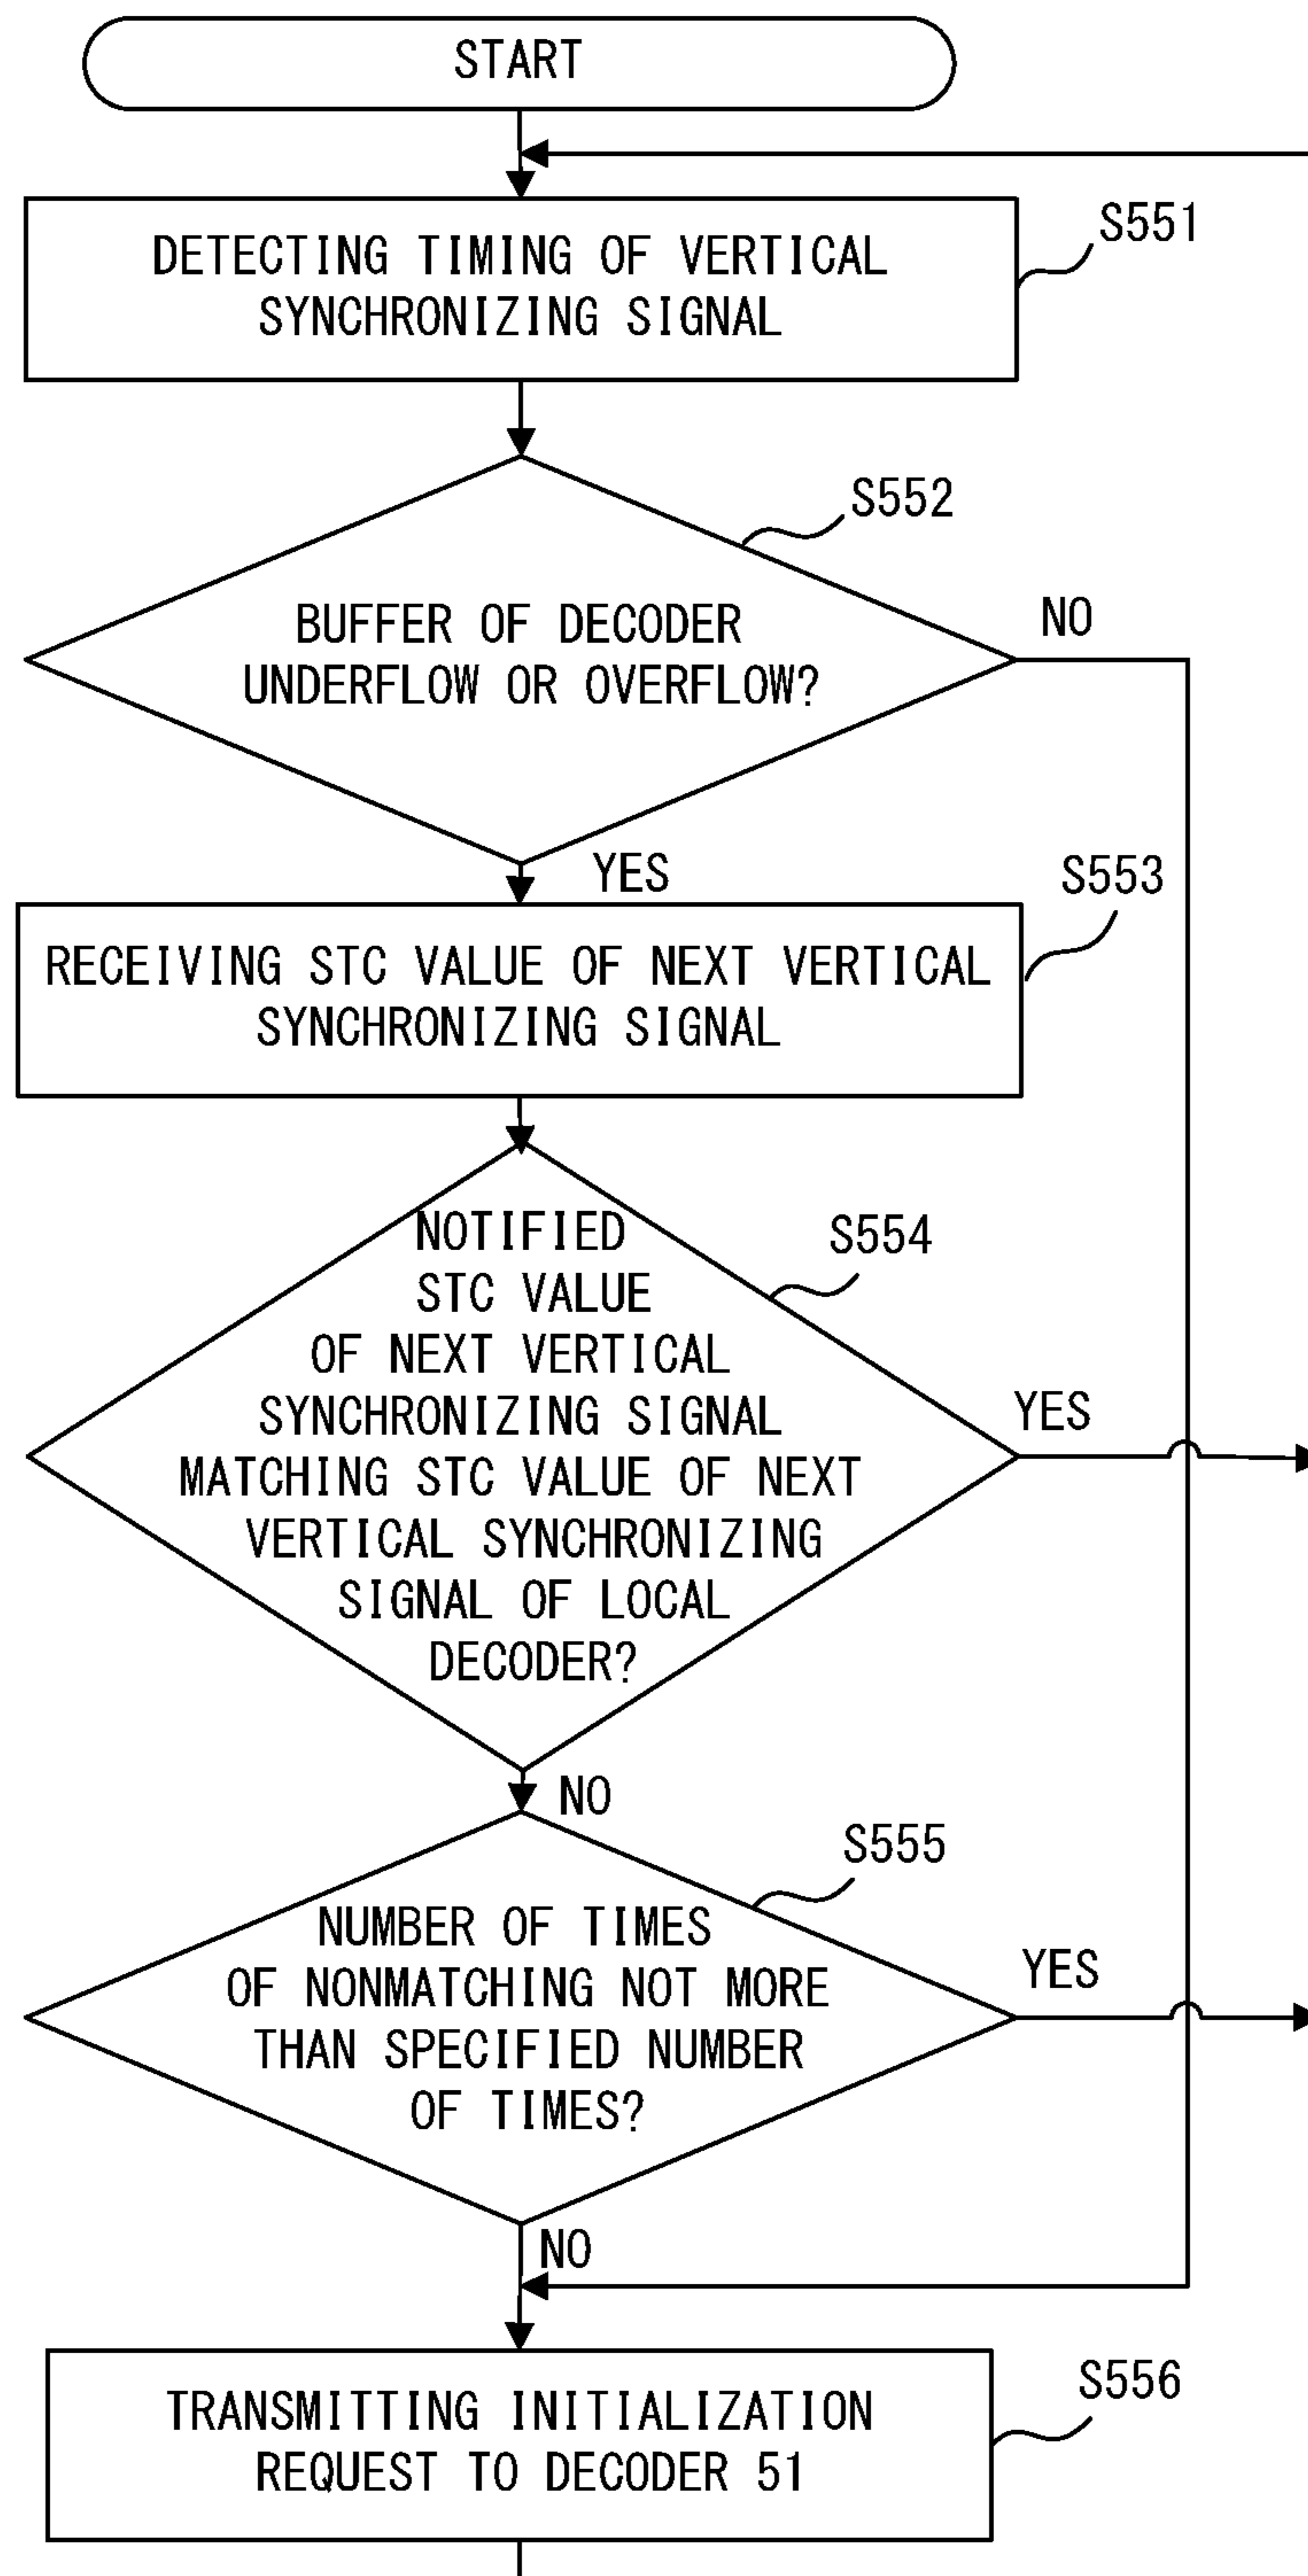 START
S551
DETECTING TIMING OF VERTICAL
SYNCHRONIZING SIGNAL
S552
BUFFER OF DECODER
UNDERFLOW OR OVERFLOW?
NO
YES
S553
RECEIVING STC VALUE OF NEXT VERTICAL
SYNCHRONIZING SIGNAL
S554
NOTIFIED
STC VALUE
OF NEXT VERTICAL
SYNCHRONIZING SIGNAL
MATCHING STC VALUE OF NEXT
VERTICAL SYNCHRONIZING
SIGNAL OF LOCAL
DECODER?
YES
NO
S555
NUMBER OF TIMES
OF NONMATCHING NOT MORE
THAN SPECIFIED NUMBER
OF TIMES?
YES
NO
S556
TRANSMITTING INITIALIZATION
REQUEST TO DECODER 51